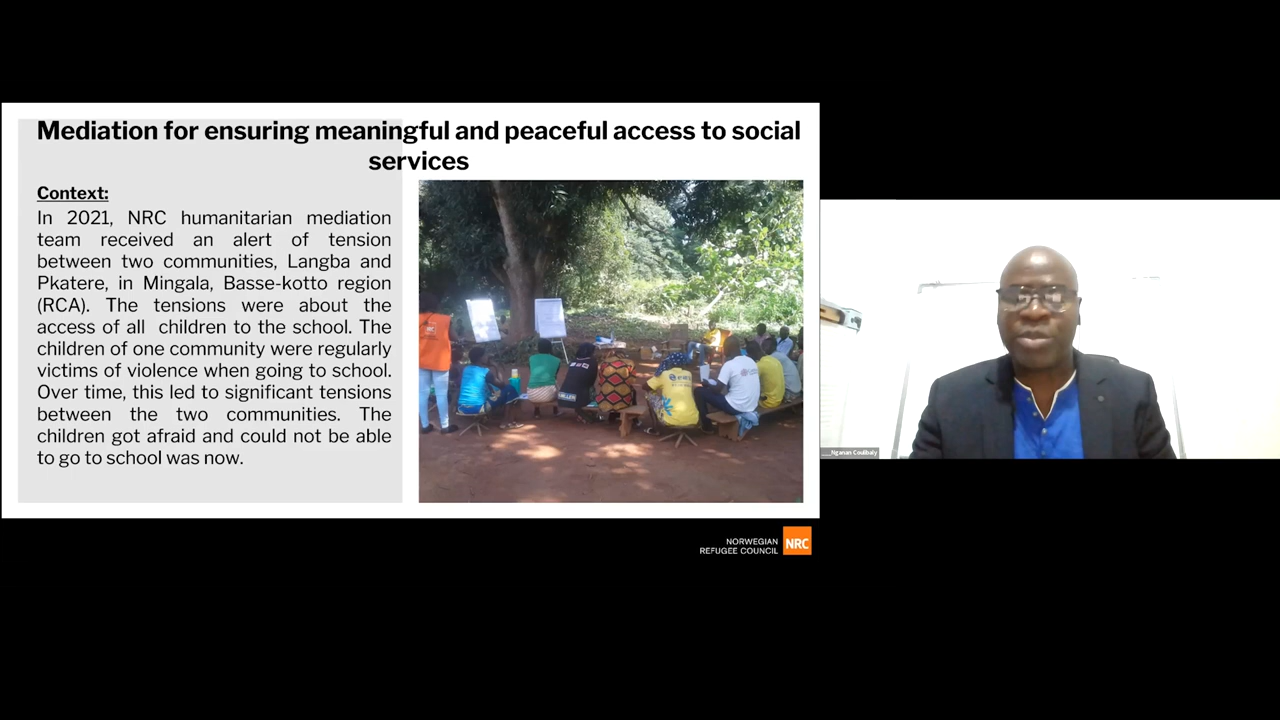 Mediation for ensuring meaningful and peaceful access to social
services
Context:
In 2021, NRC humanitarian mediation
team received an alert of tension
between two communities, Langba and
Pkatere, in Mingala, Basse-kotto region
(RCA). The tensions were about the
access of all children to the school. The
children of one community were regularly
victims of violence when going to school.
Over time, this led to significant tensions
between the two communities. The
children got afraid and could not be able
to go to school was now.
NRC
___Nganan Coulibaly
NORWEGIAN
REFUGEE COUNCIL
NRC